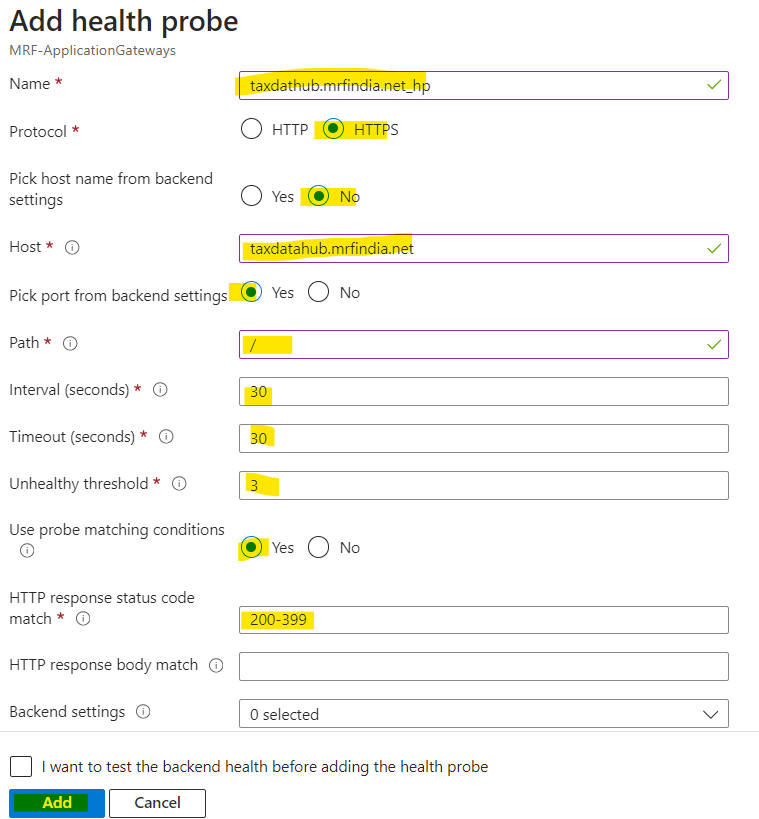 Add health probe
MRF-ApplicationGateways
Name *
taxdathub.mrfindia.net_hp
Protocol *
HTTP HTTPS
Pick host name from backend
settings
Yes No
Host *
taxdatahub.mrfindia.net
Pick port from backend settings
Yes No
Path *
/
Interval (seconds) *
30
Timeout (seconds) *
30
Unhealthy threshold *
3
Use probe matching conditions
Yes No
HTTP response status code
match *
200-399
HTTP response body match
Backend settings
0 selected
I want to test the backend health before adding the health probe
Add Cancel